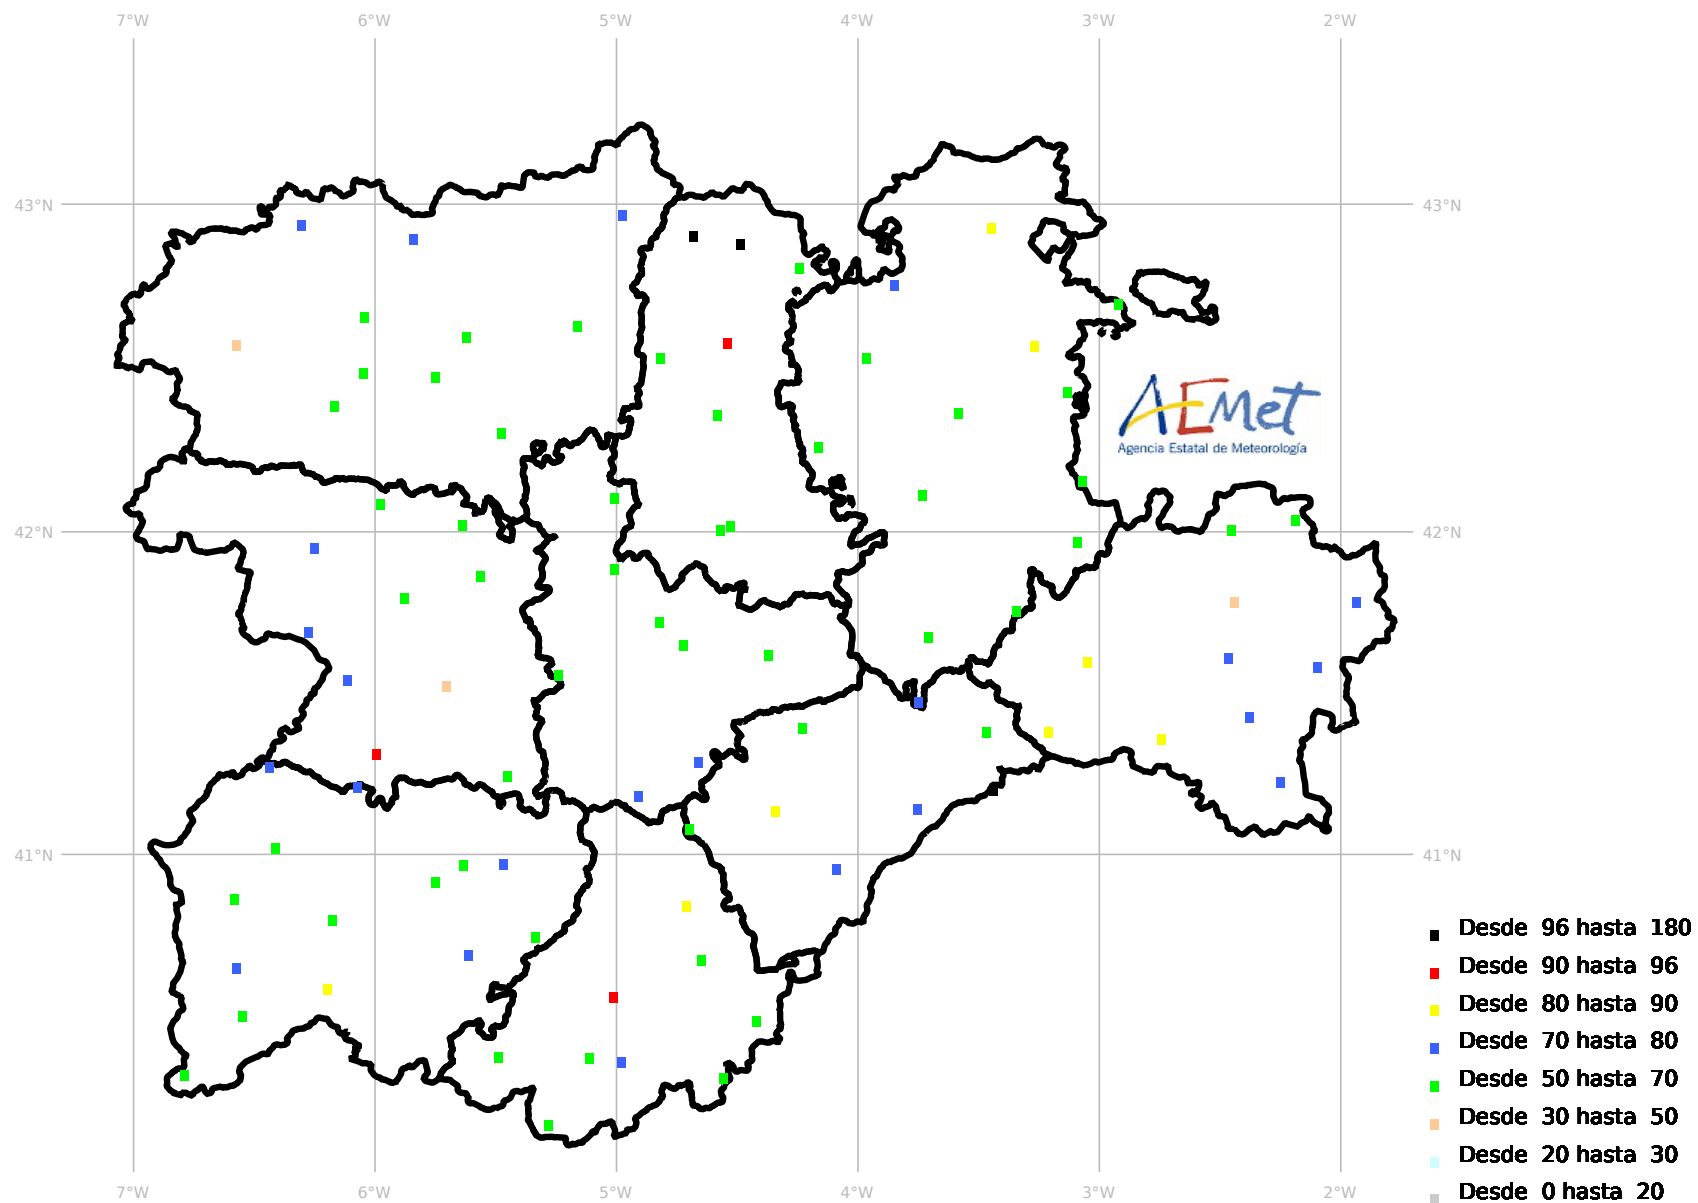 7°W 6°W 5°W 4°W 3°W 2°W
43°N 43°N
AEMet
Agencia Estatal de Meteorología
42°N 42°N
41°N 41°N
Desde 96 hasta 180
Desde 90 hasta 96
Desde 80 hasta 90
Desde 70 hasta 80
Desde 50 hasta 70
Desde 30 hasta 50
Desde 20 hasta 30
Desde 0 hasta 20
7°W 6°W 5°W 4°W 3°W 2°W